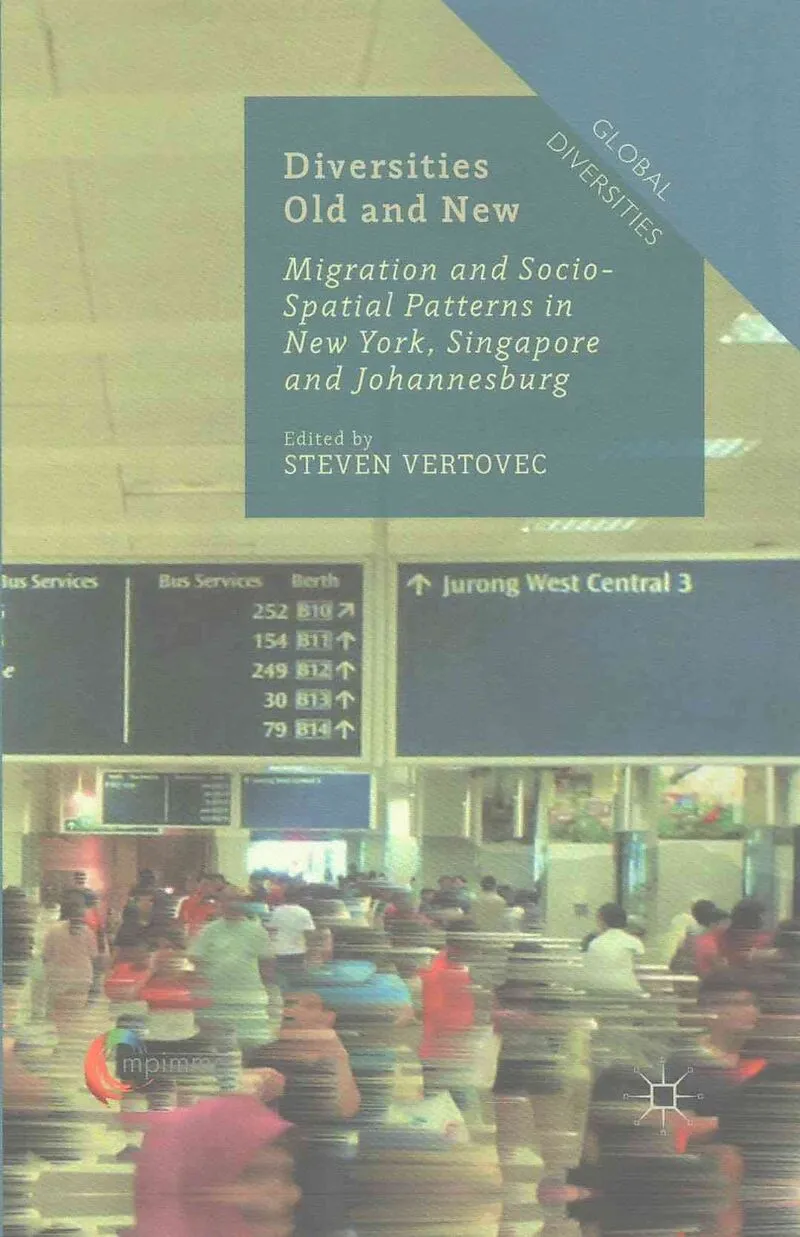 GLOBAL
DIVERSITIES
Diversities
Old and New
Migration and Socio-
Spatial Patterns in
New York, Singapore
and Johannesburg
Edited by
STEVEN VERTOVEC
Bus Services
Bus Services Berth
252 B10 ↗
154 B11 ↑
249 B12 ↑
30 B13 ↑
79 B14 ↑
↑ Jurong West Central 3
mpimmg